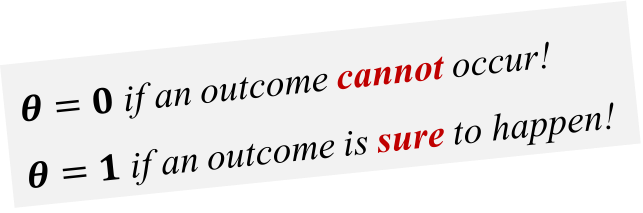 θ = 0 if an outcome cannot occur!
θ = 1 if an outcome is sure to happen!